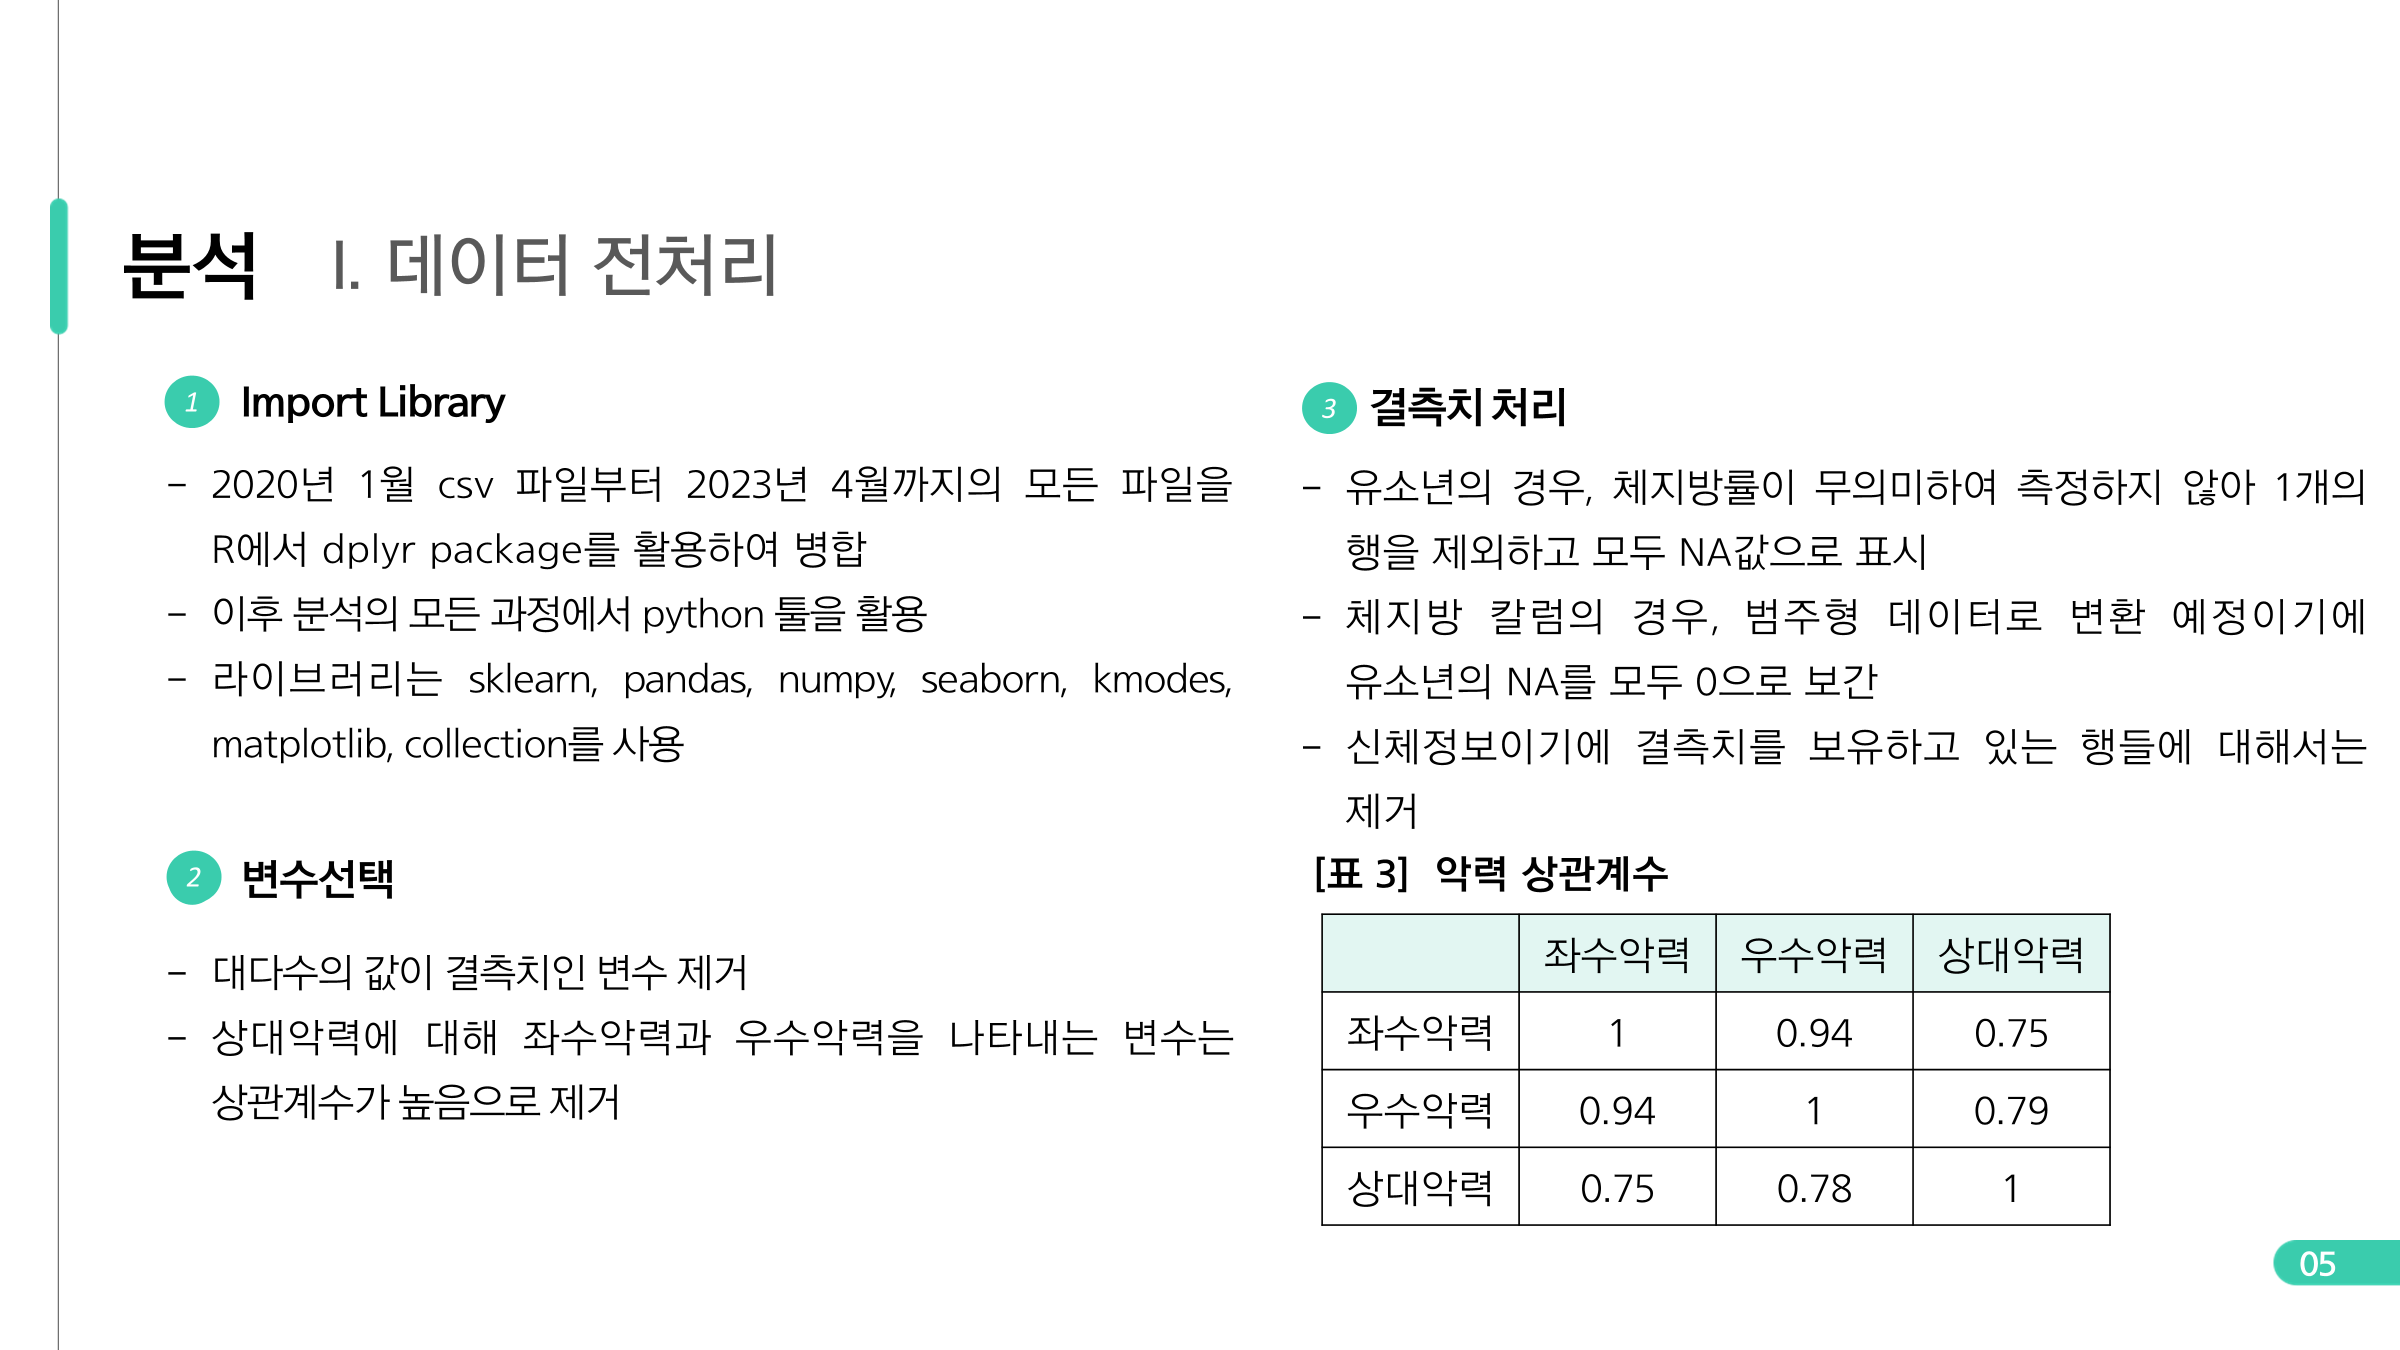 분석 I. 데이터 전처리
1 Import Library
- 2020년 1월 csv 파일부터 2023년 4월까지의 모든 파일을
R에서 dplyr package를 활용하여 병합
- 이후 분석의 모든 과정에서 python 툴을 활용
- 라이브러리는 sklearn, pandas, numpy, seaborn, kmodes,
matplotlib, collection를 사용
2 변수선택
- 대다수의 값이 결측치인 변수 제거
- 상대악력에 대해 좌수악력과 우수악력을 나타내는 변수는
상관계수가 높음으로 제거
3 결측치 처리
- 유소년의 경우, 체지방률이 무의미하여 측정하지 않아 1개의
행을 제외하고 모두 NA값으로 표시
- 체지방 칼럼의 경우, 범주형 데이터로 변환 예정이기에
유소년의 NA를 모두 0으로 보간
- 신체정보이기에 결측치를 보유하고 있는 행들에 대해서는
제거
[표 3] 악력 상관계수
좌수악력 우수악력 상대악력
좌수악력 1 0.94 0.75
우수악력 0.94 1 0.79
상대악력 0.75 0.78 1
05